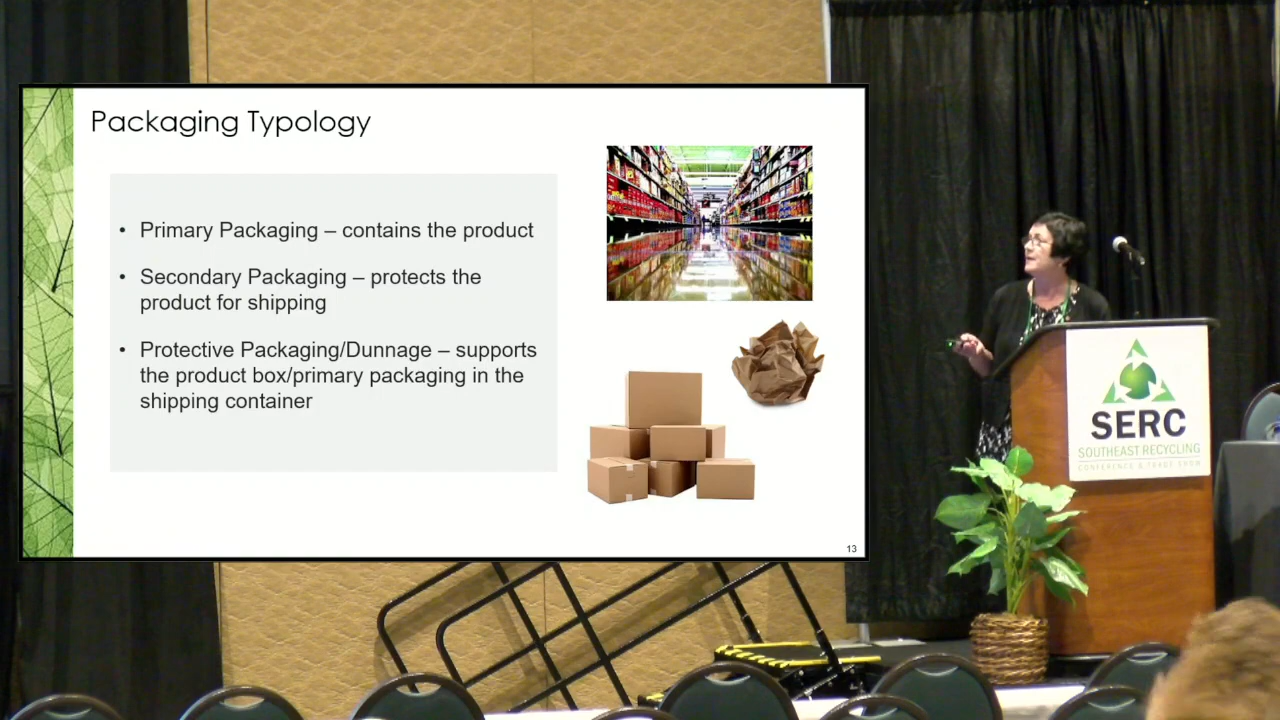 Packaging Typology
• Primary Packaging – contains the product
• Secondary Packaging – protects the
product for shipping
• Protective Packaging/Dunnage – supports
the product box/primary packaging in the
shipping container
13
SERC
SOUTHEAST RECYCLING
CONFERENCE & TRADE SHOW